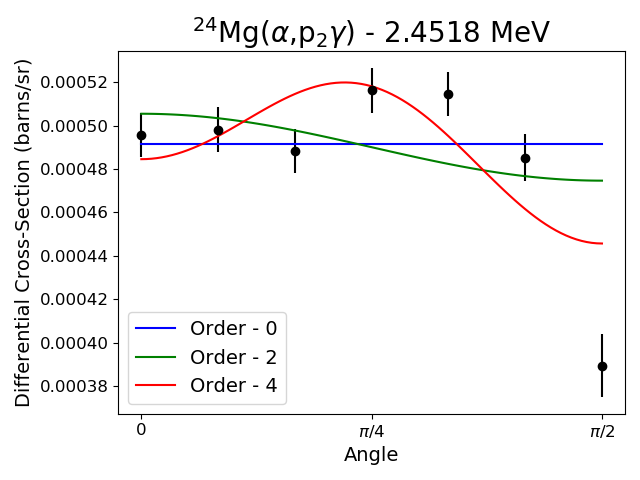 ²⁴Mg(α,p₂γ) - 2.4518 MeV
Differential Cross-Section (barns/sr)
0.00052
0.00050
0.00048
0.00046
0.00044
0.00042
0.00040
0.00038
Order - 0
Order - 2
Order - 4
0 π/4 π/2
Angle